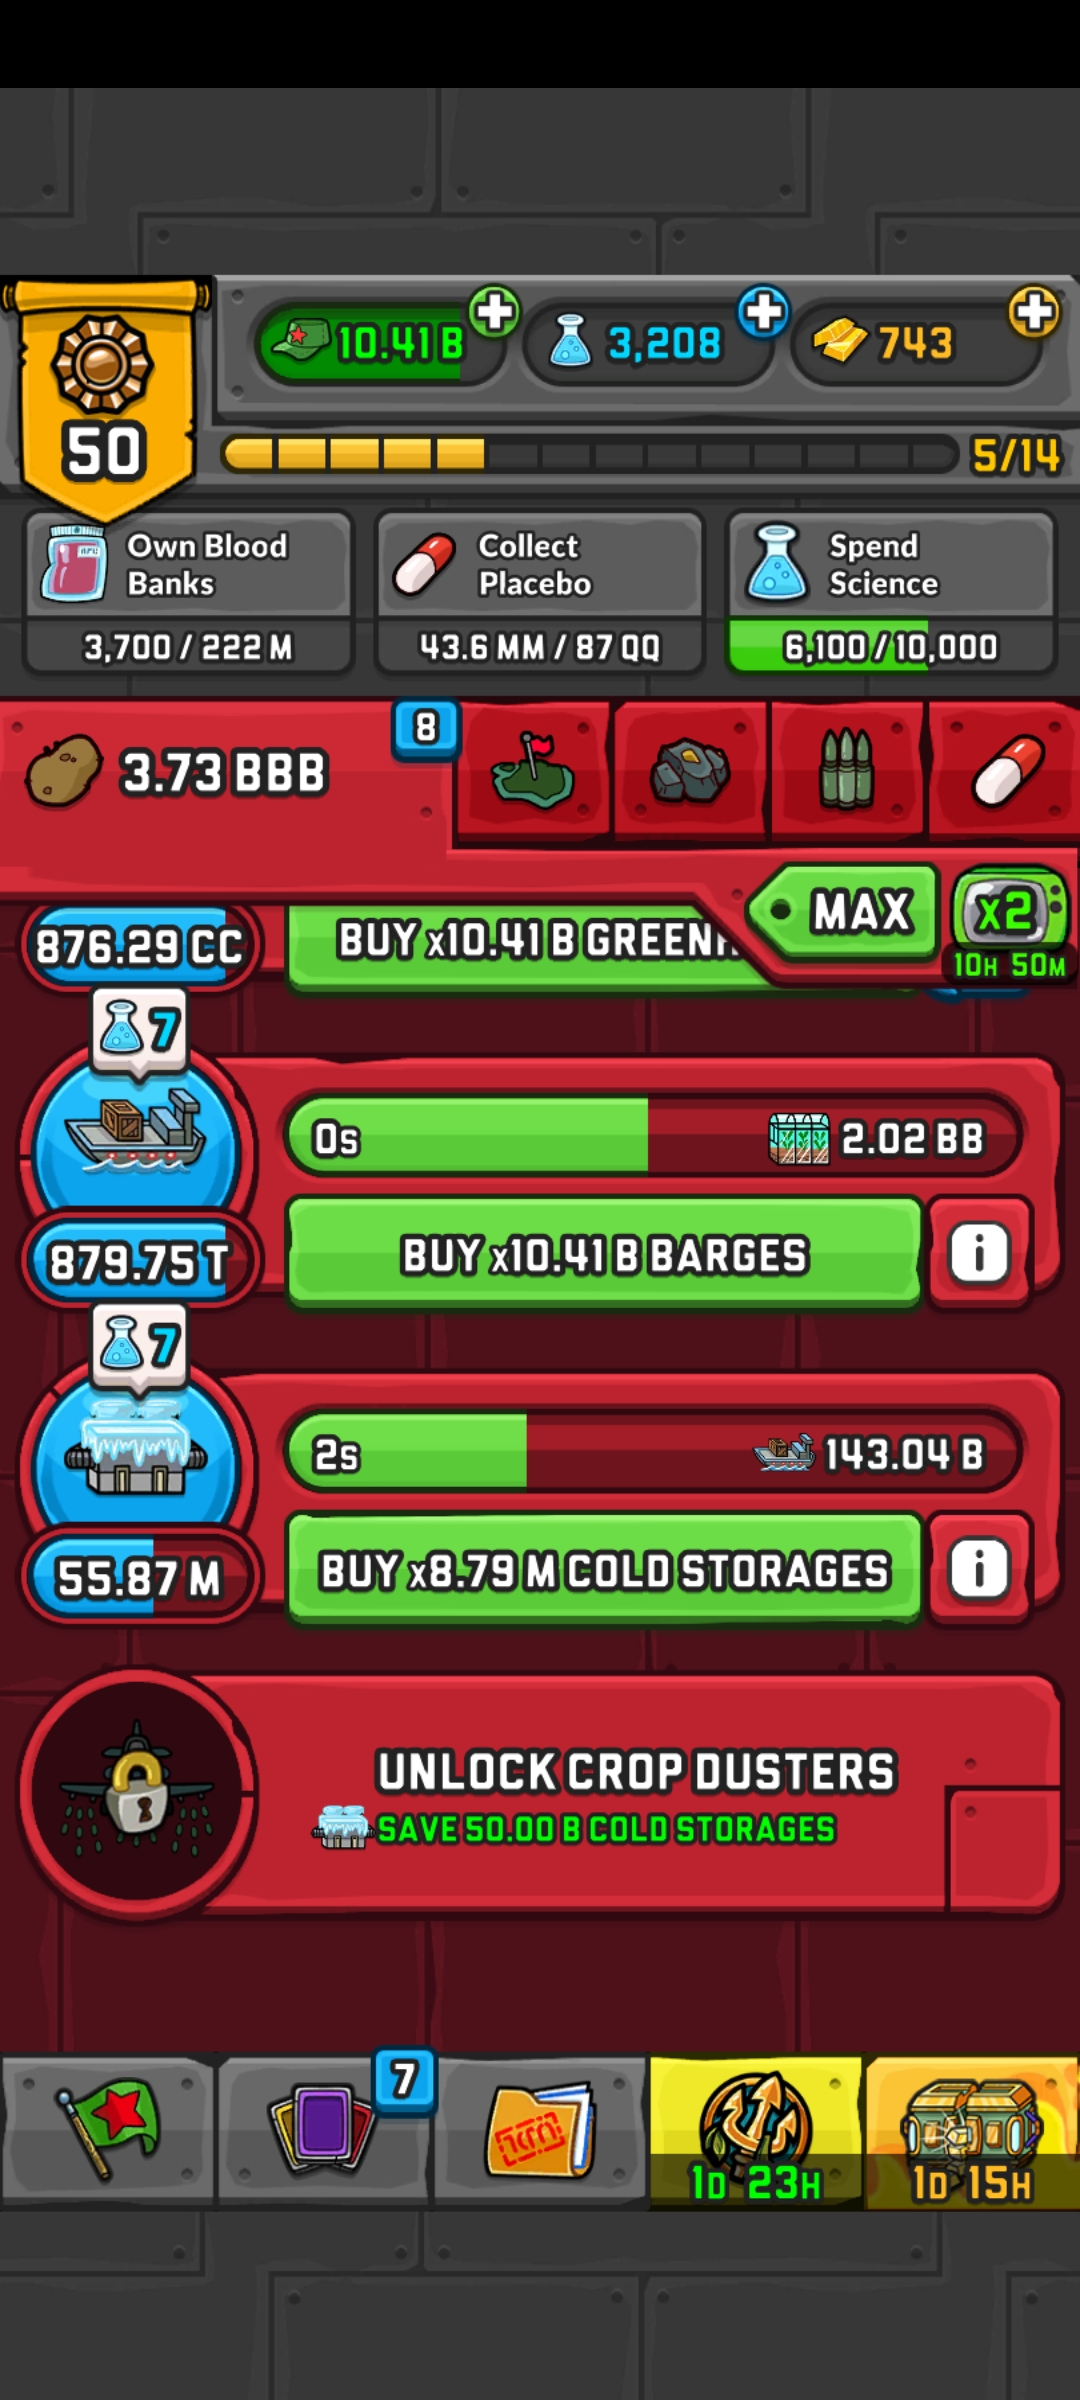 10.41 B
3,208
743
50
5/14
Own Blood
Banks
3,700 / 222 M
Collect
Placebo
43.6 MM / 87 QQ
Spend
Science
6,100 / 10,000
3.73 BBB
8
MAX
x2
10H 50M
876.29 CC
BUY x10.41 B GREENH
7
0s
2.02 BB
879.75 T
BUY x10.41 B BARGES
i
7
2s
143.04 B
55.87 M
BUY x8.79 M COLD STORAGES
i
UNLOCK CROP DUSTERS
SAVE 50.00 B COLD STORAGES
7
1D 23H
1D 15H